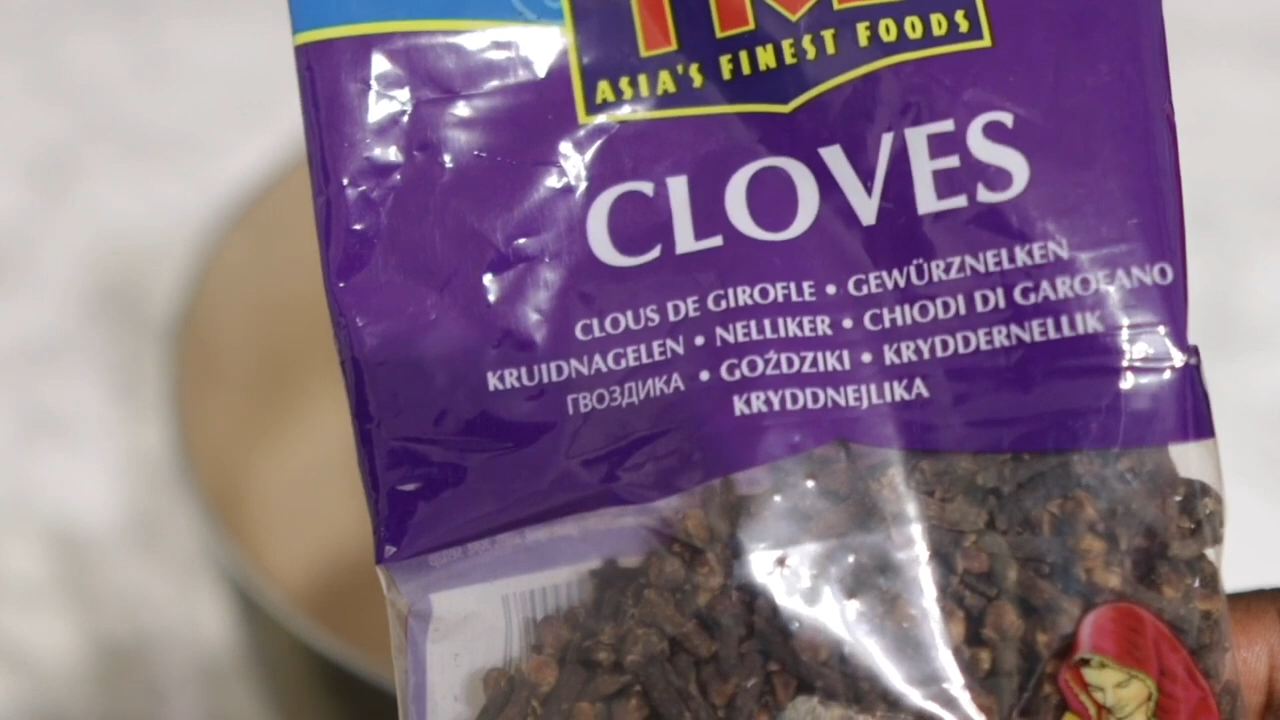 ASIA'S FINEST FOODS
CLOVES
CLOUS DE GIROFLE • GEWÜRZNELKEN
KRUIDNAGELEN • NELLIKER • CHIODI DI GAROFANO
ГВОЗДИКА • GOŹDZIKI • KRYDDERNELLIK
KRYDDNEJLIKA